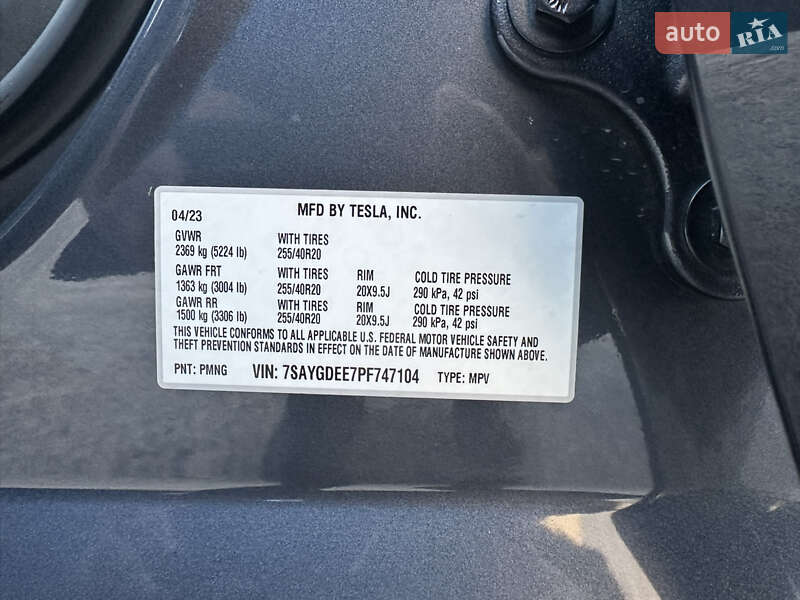 auto RIA.com
04/23 MFD BY TESLA, INC.
GVWR WITH TIRES
2369 kg (5224 lb) 255/40R20
GAWR FRT WITH TIRES RIM COLD TIRE PRESSURE
1363 kg (3004 lb) 255/40R20 20X9.5J 290 kPa, 42 psi
GAWR RR WITH TIRES RIM COLD TIRE PRESSURE
1500 kg (3306 lb) 255/40R20 20X9.5J 290 kPa, 42 psi
THIS VEHICLE CONFORMS TO ALL APPLICABLE U.S. FEDERAL MOTOR VEHICLE SAFETY AND
THEFT PREVENTION STANDARDS IN EFFECT ON THE DATE OF MANUFACTURE SHOWN ABOVE.
PNT: PMNG VIN: 7SAYGDEE7PF747104 TYPE: MPV